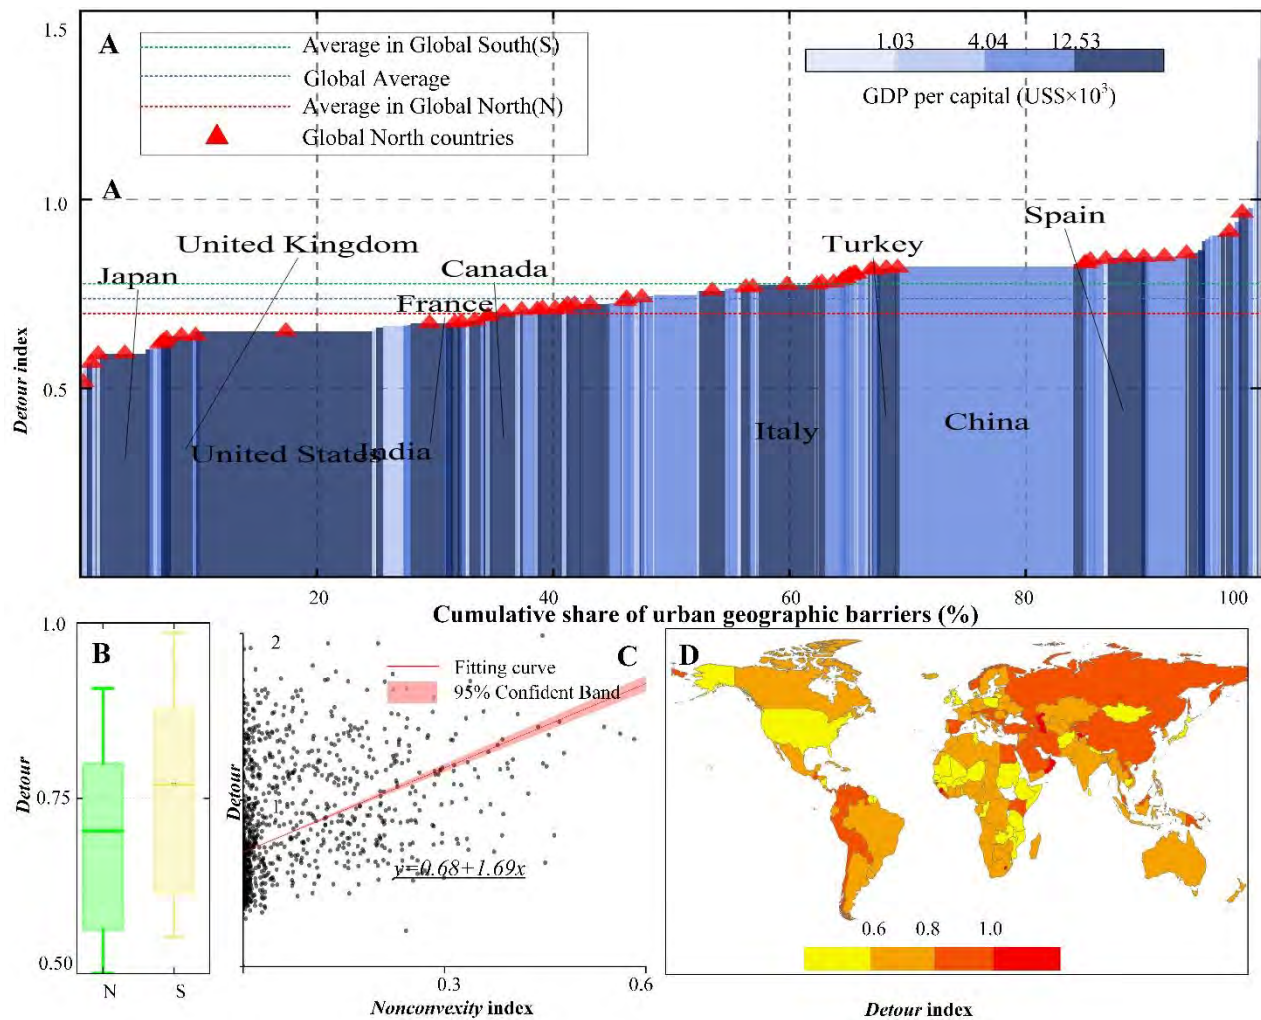 1.5
A
Average in Global South(S)
Global Average
Average in Global North(N)
Global North countries
1.03 4.04 12.53
GDP per capital (US$×10³)
A
1.0
Spain
United Kingdom
Turkey
Japan
Canada
France
0.5
Detour index
United States
India
Italy
China
20 40 60 80 100
Cumulative share of urban geographic barriers (%)
1.0
B
0.75
0.50
Detour
N S
2
C
Fitting curve
95% Confident Band
1
Detour
y=0.68+1.69x
0.3 0.6
Nonconvexity index
D
0.6 0.8 1.0
Detour index